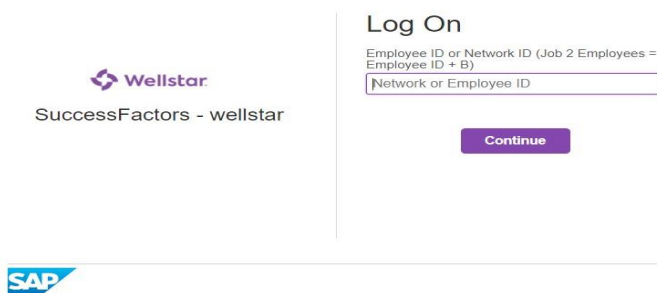 Wellstar
SuccessFactors - wellstar
Log On
Employee ID or Network ID (Job 2 Employees =
Employee ID + B)
Network or Employee ID
Continue
SAP